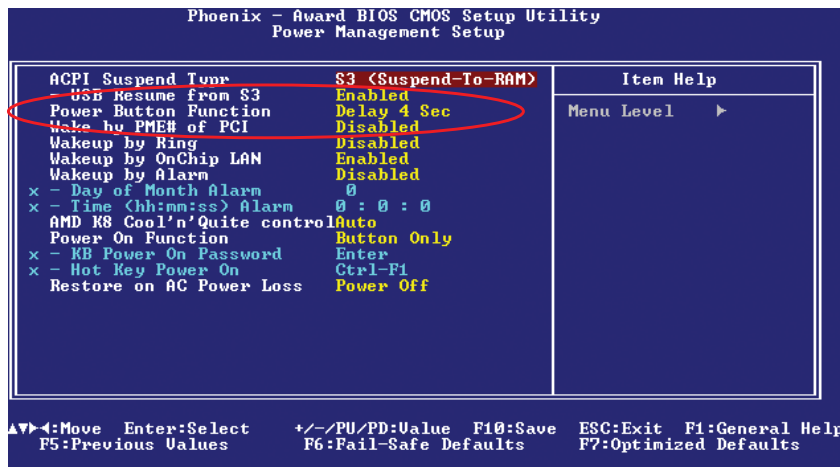 Phoenix - Award BIOS CMOS Setup Utility
Power Management Setup
ACPI Suspend Typr S3 (Suspend-To-RAM) Item Help
- USB Resume from S3 Enabled
Power Button Function Delay 4 Sec Menu Level ▶
Wake by PME# of PCI Disabled
Wakeup by Ring Disabled
Wakeup by OnChip LAN Enabled
Wakeup by Alarm Disabled
x - Day of Month Alarm 0
x - Time (hh:mm:ss) Alarm 0 : 0 : 0
AMD K8 Cool'n'Quite control Auto
Power On Function Button Only
x - KB Power On Password Enter
x - Hot Key Power On Ctrl-F1
Restore on AC Power Loss Power Off
▲▼▶◀:Move Enter:Select +/-/PU/PD:Value F10:Save ESC:Exit F1:General Help
F5:Previous Values F6:Fail-Safe Defaults F7:Optimized Defaults